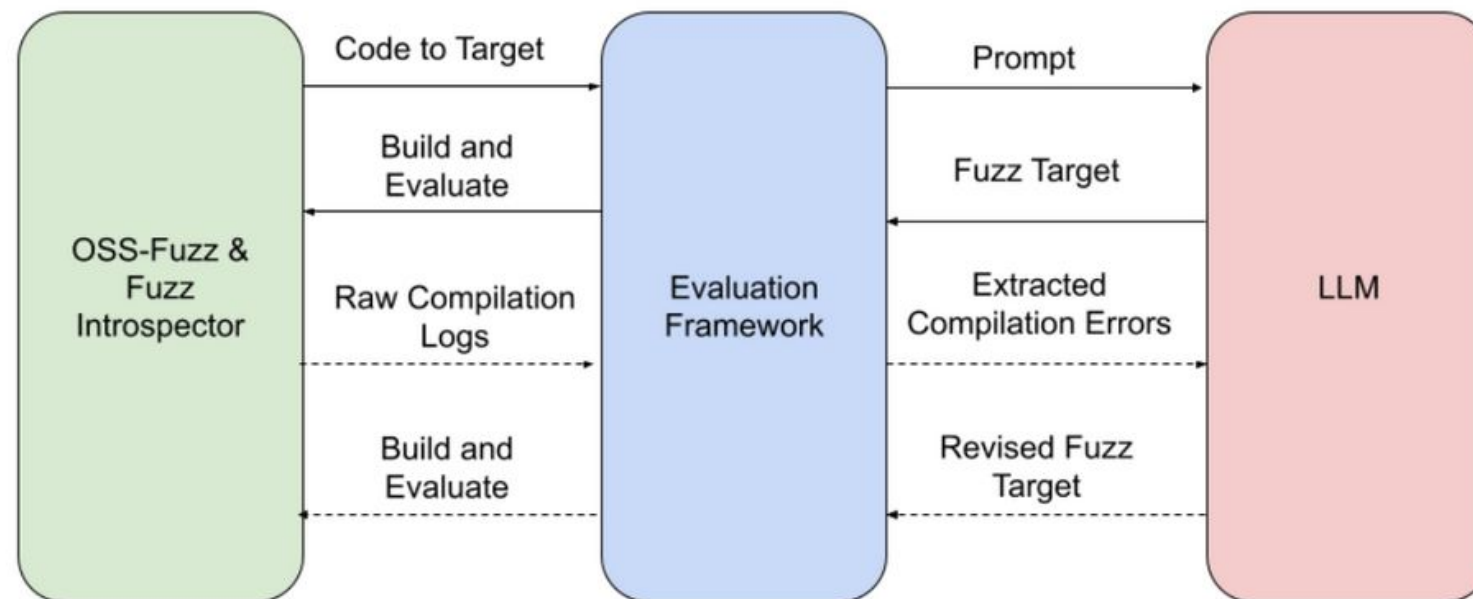 OSS-Fuzz &
Fuzz
Introspector
Code to Target
Build and
Evaluate
Raw Compilation
Logs
Build and
Evaluate
Evaluation
Framework
Prompt
Fuzz Target
Extracted
Compilation Errors
Revised Fuzz
Target
LLM